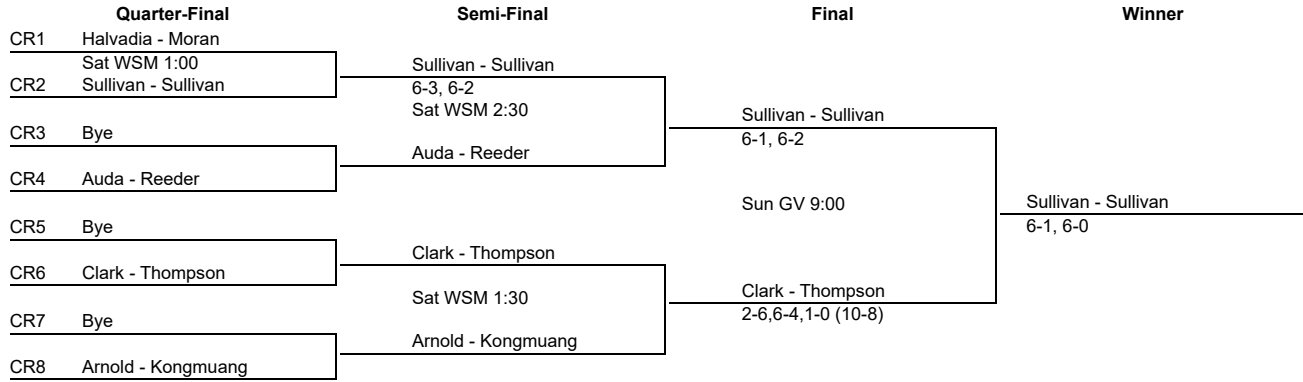 Quarter-Final Semi-Final Final Winner
CR1 Halvadia - Moran
Sat WSM 1:00
CR2 Sullivan - Sullivan
CR3 Bye
CR4 Auda - Reeder
CR5 Bye
CR6 Clark - Thompson
CR7 Bye
CR8 Arnold - Kongmuang
Sullivan - Sullivan
6-3, 6-2
Sat WSM 2:30
Auda - Reeder
Clark - Thompson
Sat WSM 1:30
Arnold - Kongmuang
Sullivan - Sullivan
6-1, 6-2
Sun GV 9:00
Clark - Thompson
2-6,6-4,1-0 (10-8)
Sullivan - Sullivan
6-1, 6-0